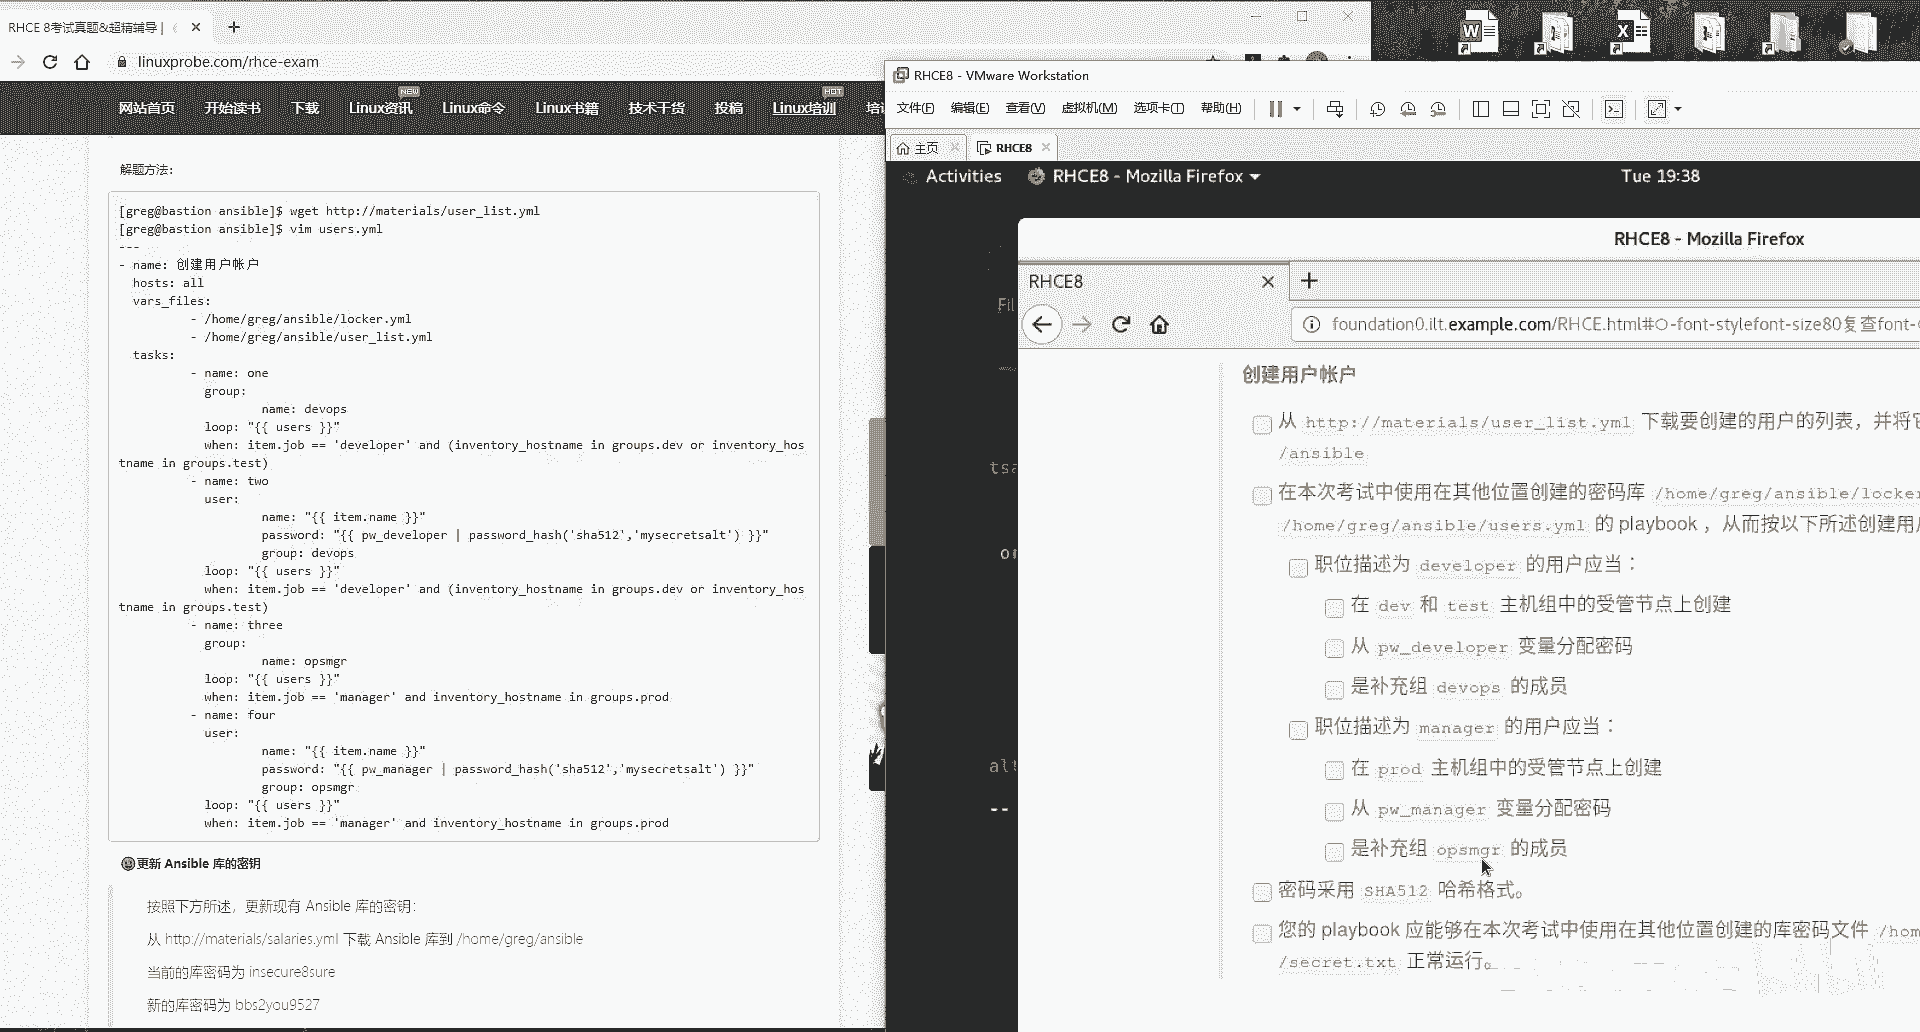 RHCE 8考试真题&超精辅导 |
linuxprobe.com/rhce-exam
网站首页 开始读书 下载 Linux资讯 NEW Linux命令 Linux书籍 技术干货 投稿 Linux培训 HOT
解题方法:
[greg@bastion ansible]$ wget http://materials/user_list.yml
[greg@bastion ansible]$ vim users.yml
---
- name: 创建用户帐户
  hosts: all
  vars_files:
          - /home/greg/ansible/locker.yml
          - /home/greg/ansible/user_list.yml
  tasks:
          - name: one
            group:
                    name: devops
            loop: "{{ users }}"
            when: item.job == 'developer' and (inventory_hostname in groups.dev or inventory_hos
tname in groups.test)
          - name: two
            user:
                    name: "{{ item.name }}"
                    password: "{{ pw_developer | password_hash('sha512','mysecretsalt') }}"
                    group: devops
            loop: "{{ users }}"
            when: item.job == 'developer' and (inventory_hostname in groups.dev or inventory_hos
tname in groups.test)
          - name: three
            group:
                    name: opsmgr
            loop: "{{ users }}"
            when: item.job == 'manager' and inventory_hostname in groups.prod
          - name: four
            user:
                    name: "{{ item.name }}"
                    password: "{{ pw_manager | password_hash('sha512','mysecretsalt') }}"
                    group: opsmgr
            loop: "{{ users }}"
            when: item.job == 'manager' and inventory_hostname in groups.prod
更新 Ansible 库的密钥
按照下方所述，更新现有 Ansible 库的密钥:
从 http://materials/salaries.yml 下载 Ansible 库到 /home/greg/ansible
当前的库密码为 insecure8sure
新的库密码为 bbs2you9527
RHCE8 - VMware Workstation
文件(F) 编辑(E) 查看(V) 虚拟机(M) 选项卡(T) 帮助(H)
主页 RHCE8
Activities RHCE8 - Mozilla Firefox Tue 19:38
RHCE8 - Mozilla Firefox
RHCE8
foundation0.ilt.example.com/RHCE.html#○-font-stylefont-size80复查font-
创建用户帐户
从 http://materials/user_list.yml 下载要创建的用户的列表，并将
/ansible
在本次考试中使用在其他位置创建的密码库 /home/greg/ansible/locker
/home/greg/ansible/users.yml 的 playbook ，从而按以下所述创建用
职位描述为 developer 的用户应当：
在 dev 和 test 主机组中的受管节点上创建
从 pw_developer 变量分配密码
是补充组 devops 的成员
职位描述为 manager 的用户应当：
在 prod 主机组中的受管节点上创建
从 pw_manager 变量分配密码
是补充组 opsmgr 的成员
密码采用 SHA512 哈希格式。
您的 playbook 应能够在本次考试中使用在其他位置创建的库密码文件 /hom
/secret.txt 正常运行。